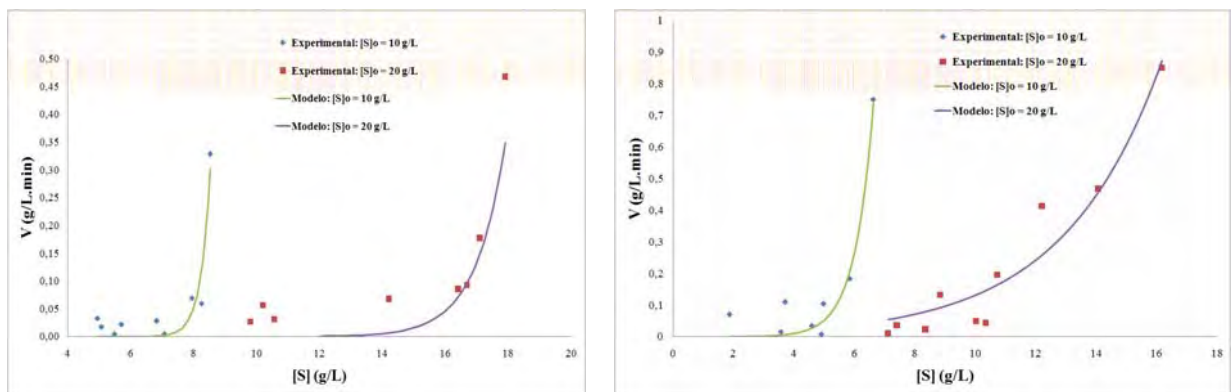 Experimental: [S]o = 10 g/L
Experimental: [S]o = 20 g/L
Modelo: [S]o = 10 g/L
Modelo: [S]o = 20 g/L
0,50
0,45
0,40
0,35
0,30
0,25
0,20
0,15
0,10
0,05
0,00
V (g/L.min)
4 6 8 10 12 14 16 18 20
[S] (g/L)
Experimental: [S]o = 10 g/L
Experimental: [S]o = 20 g/L
Modelo: [S]o = 10 g/L
Modelo: [S]o = 20 g/L
1
0,9
0,8
0,7
0,6
0,5
0,4
0,3
0,2
0,1
0
V (g/L.min)
0 2 4 6 8 10 12 14 16 18
[S] (g/L)